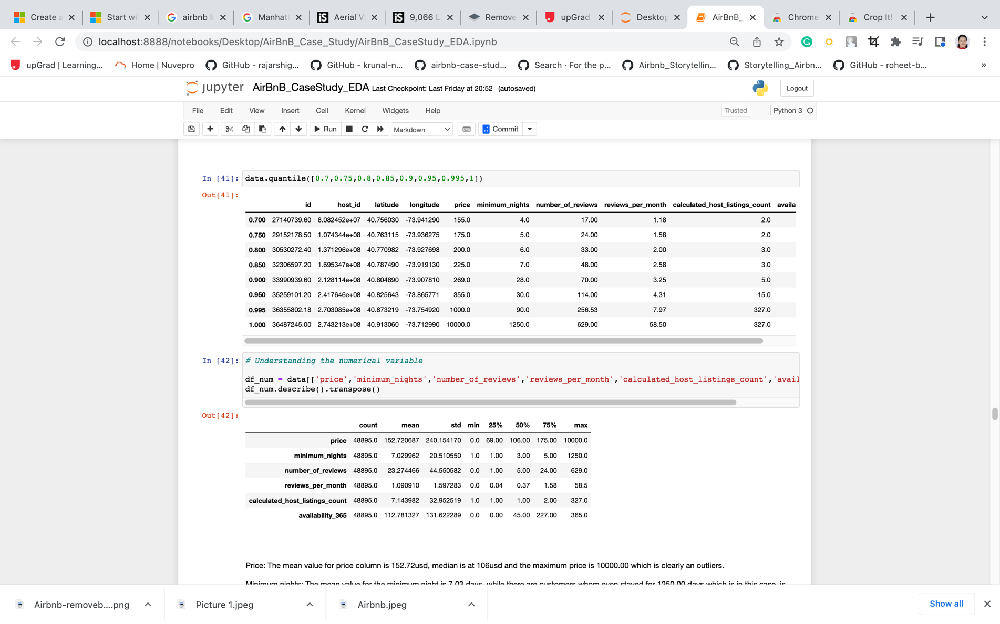 Create a
Start wi
airbnb l
Manhatt
Aerial Vi
9,066 L
Remove
upGrad
Desktop
AirBnB_
Chrome
Crop It!
localhost:8888/notebooks/Desktop/AirBnB_Case_Study/AirBnB_CaseStudy_EDA.ipynb
upGrad | Learning... Home | Nuvepro GitHub - rajarshig... GitHub - krunal-n... airbnb-case-stud... Search · For the p... Airbnb_Storytellin... Storytelling_Airbn... GitHub - roheet-b... »
jupyter AirBnB_CaseStudy_EDA Last Checkpoint: Last Friday at 20:52 (autosaved) Logout
File Edit View Insert Cell Kernel Widgets Help Trusted Python 3
Run Markdown Commit
In [41]: data.quantile([0.7,0.75,0.8,0.85,0.9,0.95,0.995,1])
Out[41]:
id host_id latitude longitude price minimum_nights number_of_reviews reviews_per_month calculated_host_listings_count availa
0.700 27140739.60 8.082452e+07 40.756030 -73.941290 155.0 4.0 17.00 1.18 2.0
0.750 29152178.50 1.074344e+08 40.763115 -73.936275 175.0 5.0 24.00 1.58 2.0
0.800 30530272.40 1.371296e+08 40.770982 -73.927698 200.0 6.0 33.00 2.00 3.0
0.850 32306597.20 1.695347e+08 40.787490 -73.919130 225.0 7.0 48.00 2.58 3.0
0.900 33990939.60 2.128114e+08 40.804890 -73.907810 269.0 28.0 70.00 3.25 5.0
0.950 35259101.20 2.417646e+08 40.825643 -73.865771 355.0 30.0 114.00 4.31 15.0
0.995 36355802.18 2.703085e+08 40.873219 -73.754920 1000.0 90.0 256.53 7.97 327.0
1.000 36487245.00 2.743213e+08 40.913060 -73.712990 10000.0 1250.0 629.00 58.50 327.0
In [42]: # Understanding the numerical variable
df_num = data[['price','minimum_nights','number_of_reviews','reviews_per_month','calculated_host_listings_count','avail
df_num.describe().transpose()
Out[42]:
count mean std min 25% 50% 75% max
price 48895.0 152.720687 240.154170 0.0 69.00 106.00 175.00 10000.0
minimum_nights 48895.0 7.029962 20.510550 1.0 1.00 3.00 5.00 1250.0
number_of_reviews 48895.0 23.274466 44.550582 0.0 1.00 5.00 24.00 629.0
reviews_per_month 48895.0 1.090910 1.597283 0.0 0.04 0.37 1.58 58.5
calculated_host_listings_count 48895.0 7.143982 32.952519 1.0 1.00 1.00 2.00 327.0
availability_365 48895.0 112.781327 131.622289 0.0 0.00 45.00 227.00 365.0
Price: The mean value for price column is 152.72usd, median is at 106usd and the maximum price is 10000.00 which is clearly an outliers.
Minimum nights: The mean value for the minimum night is 7.03 days, while there are customers whom even stayed for 1250.00 days which is in this case, is
Airbnb-removeb....png Picture 1.jpeg Airbnb.jpeg Show all